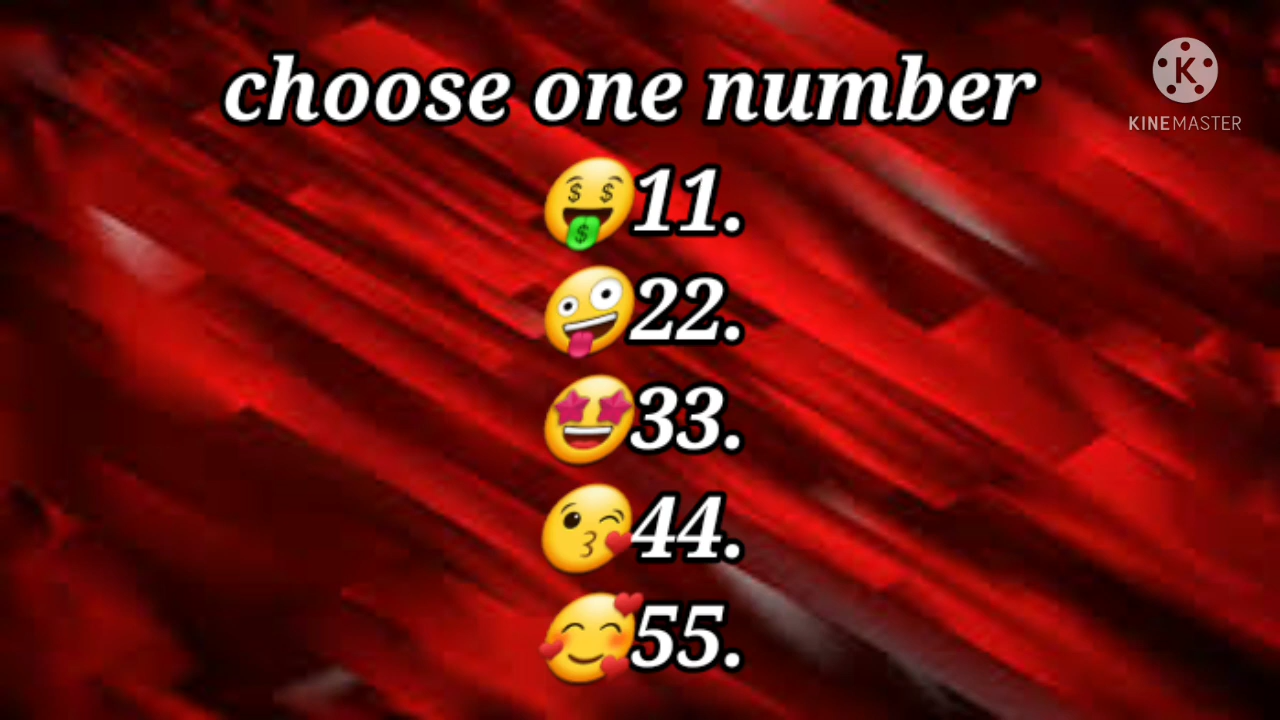 choose one number
K
KINEMASTER
🤑11.
🤪22.
🤩33.
😘44.
🥰55.